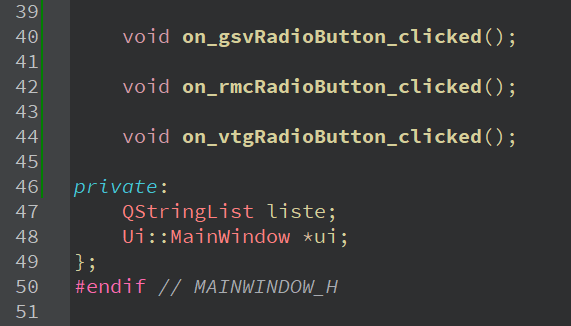 39
40 void on_gsvRadioButton_clicked();
41
42 void on_rmcRadioButton_clicked();
43
44 void on_vtgRadioButton_clicked();
45
46 private:
47 QStringList liste;
48 Ui::MainWindow *ui;
49 };
50 #endif // MAINWINDOW_H
51